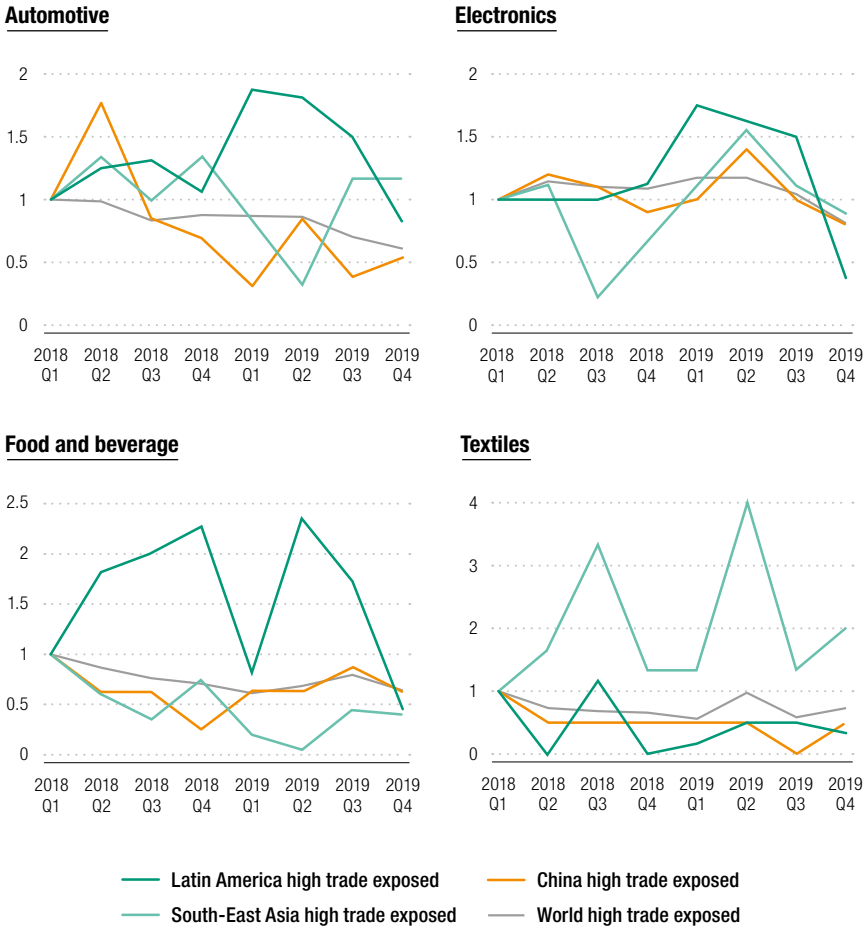 Automotive
2
1.5
1
0.5
0
2018 2018 2018 2018 2019 2019 2019 2019
Q1 Q2 Q3 Q4 Q1 Q2 Q3 Q4
Electronics
2
1.5
1
0.5
0
2018 2018 2018 2018 2019 2019 2019 2019
Q1 Q2 Q3 Q4 Q1 Q2 Q3 Q4
Food and beverage
2.5
2
1.5
1
0.5
0
2018 2018 2018 2018 2019 2019 2019 2019
Q1 Q2 Q3 Q4 Q1 Q2 Q3 Q4
Textiles
4
3
2
1
0
2018 2018 2018 2018 2019 2019 2019 2019
Q1 Q2 Q3 Q4 Q1 Q2 Q3 Q4
Latin America high trade exposed
China high trade exposed
South-East Asia high trade exposed
World high trade exposed